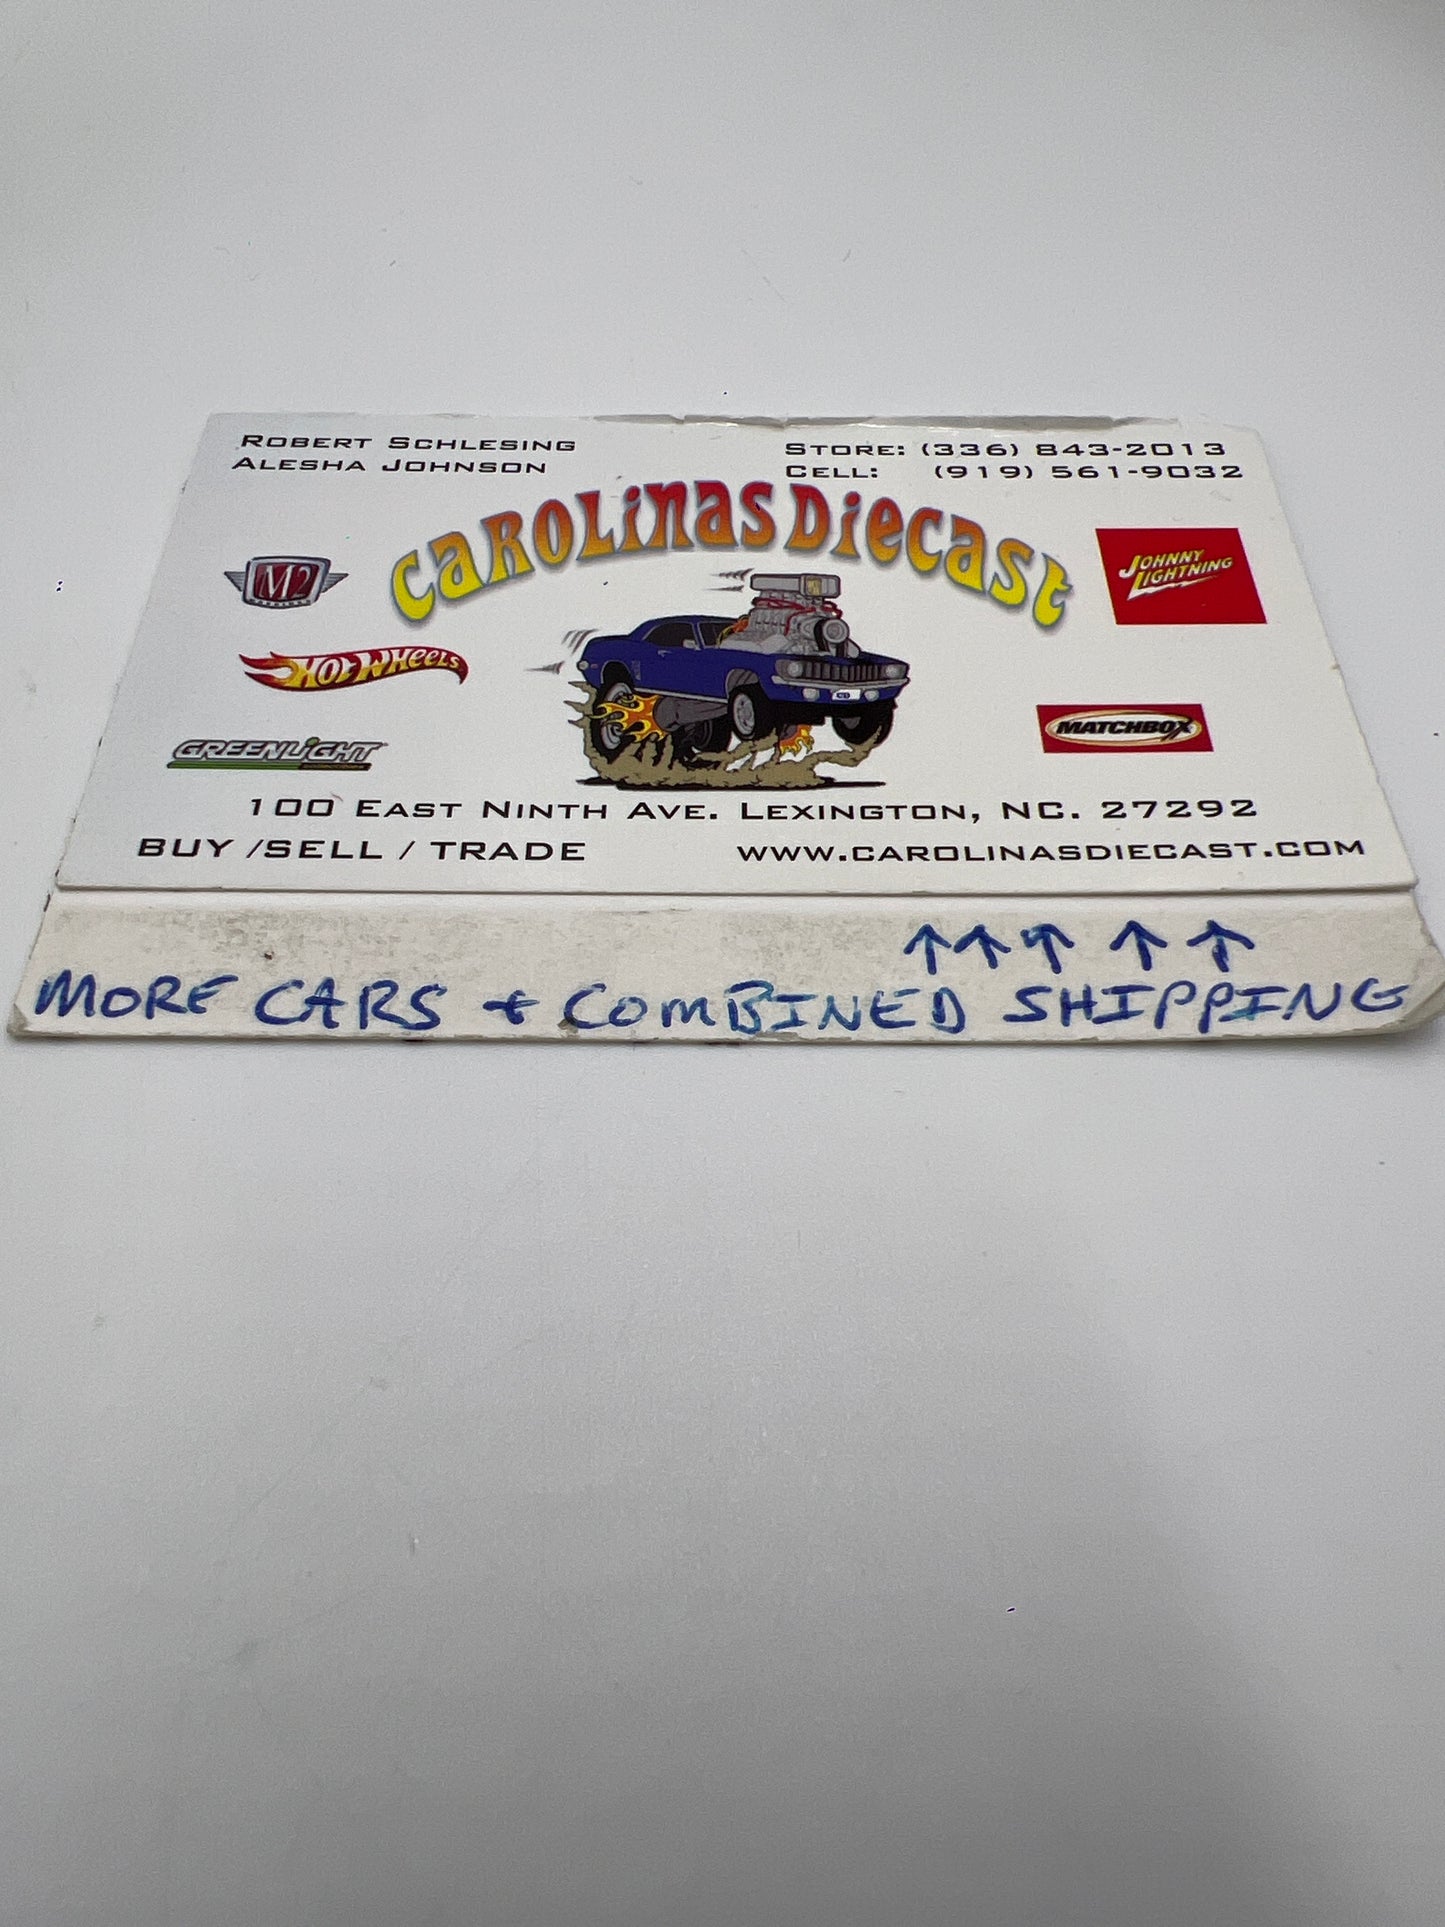 ROBERT SCHLESING
ALESHA JOHNSON
STORE: (336) 843-2013
CELL: (919) 561-9032
CAROLINAS DIECAST
M2
JOHNNY LIGHTNING
HOT WHEELS
MATCHBOX
GREENLIGHT
100 EAST NINTH AVE. LEXINGTON, NC. 27292
BUY /SELL / TRADE
WWW.CAROLINASDIECAST.COM
↑ ↑ ↑ ↑ ↑
MORE CARS + COMBINED SHIPPING